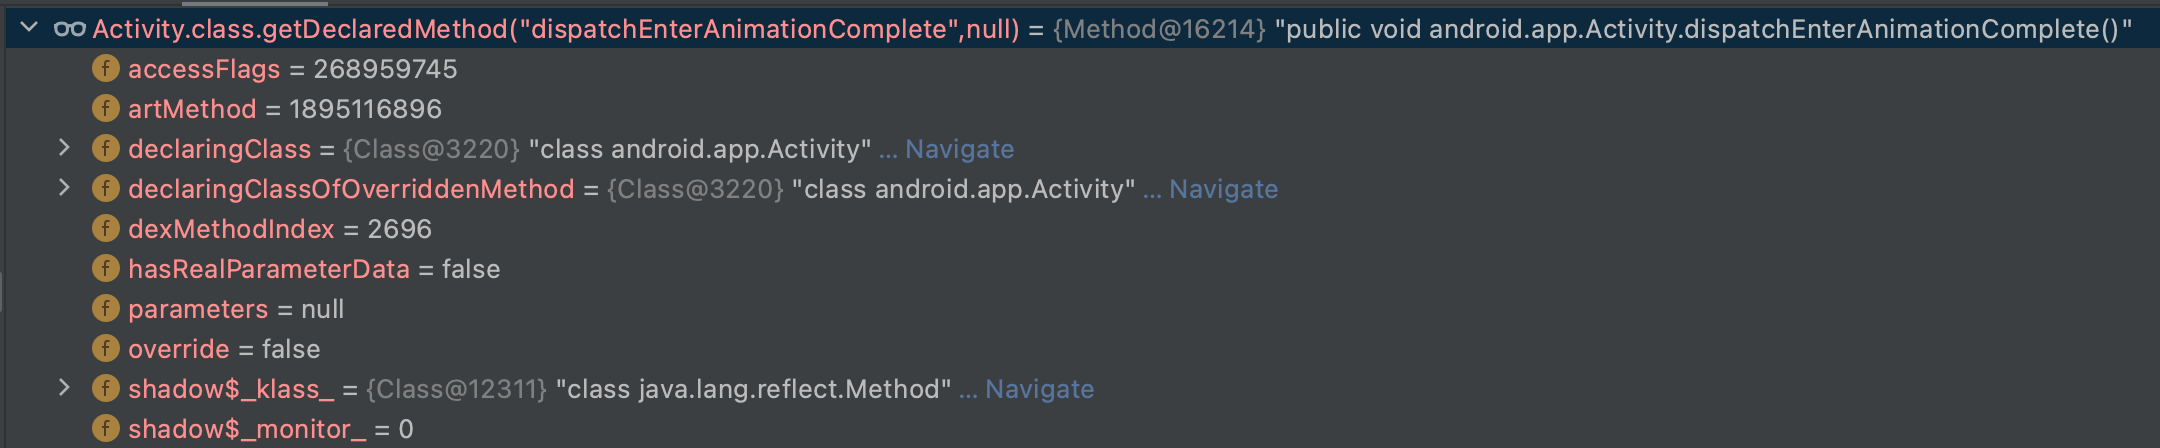 Activity.class.getDeclaredMethod("dispatchEnterAnimationComplete",null) = {Method@16214} "public void android.app.Activity.dispatchEnterAnimationComplete()"
f accessFlags = 268959745
f artMethod = 1895116896
f declaringClass = {Class@3220} "class android.app.Activity" ... Navigate
f declaringClassOfOverriddenMethod = {Class@3220} "class android.app.Activity" ... Navigate
f dexMethodIndex = 2696
f hasRealParameterData = false
f parameters = null
f override = false
f shadow$_klass_ = {Class@12311} "class java.lang.reflect.Method" ... Navigate
f shadow$_monitor_ = 0